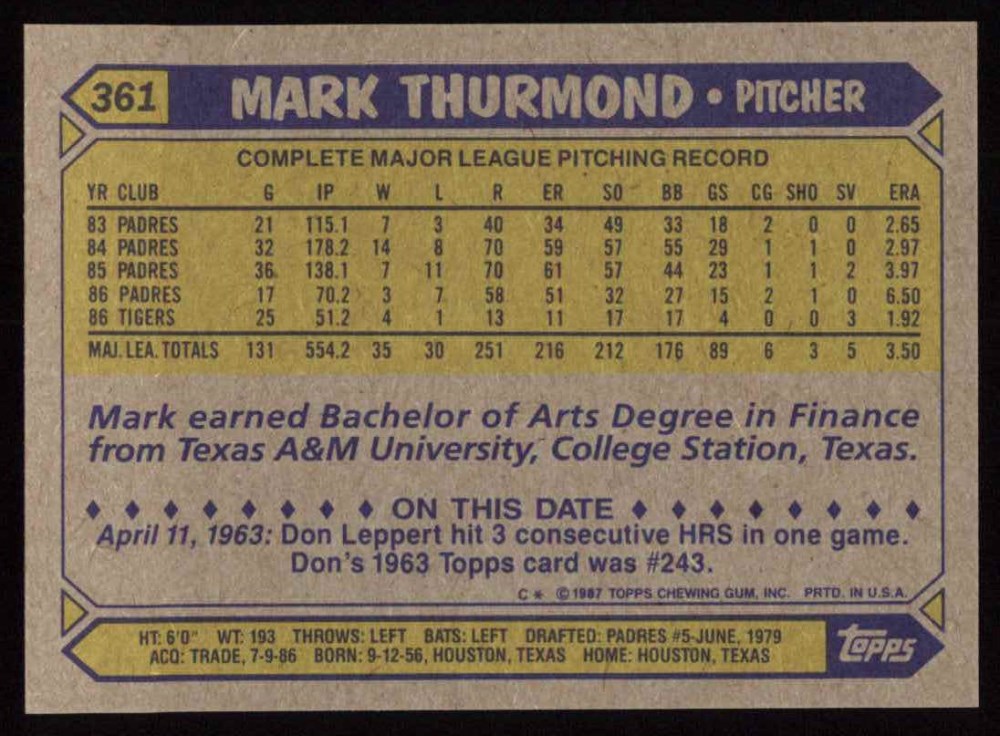 361 MARK THURMOND • PITCHER
COMPLETE MAJOR LEAGUE PITCHING RECORD
YR CLUB G IP W L R ER SO BB GS CG SHO SV ERA
83 PADRES 21 115.1 7 3 40 34 49 33 18 2 0 0 2.65
84 PADRES 32 178.2 14 8 70 59 57 55 29 1 1 0 2.97
85 PADRES 36 138.1 7 11 70 61 57 44 23 1 1 2 3.97
86 PADRES 17 70.2 3 7 58 51 32 27 15 2 1 0 6.50
86 TIGERS 25 51.2 4 1 13 11 17 17 4 0 0 3 1.92
MAJ. LEA. TOTALS 131 554.2 35 30 251 216 212 176 89 6 3 5 3.50
Mark earned Bachelor of Arts Degree in Finance
from Texas A&M University, College Station, Texas.
♦ ♦ ♦ ♦ ♦ ♦ ♦ ♦ ON THIS DATE ♦ ♦ ♦ ♦ ♦ ♦ ♦ ♦
April 11, 1963: Don Leppert hit 3 consecutive HRS in one game.
Don's 1963 Topps card was #243.
C * © 1987 TOPPS CHEWING GUM, INC. PRTD. IN U.S.A.
HT: 6'0" WT: 193 THROWS: LEFT BATS: LEFT DRAFTED: PADRES #5-JUNE, 1979
ACQ: TRADE, 7-9-86 BORN: 9-12-56, HOUSTON, TEXAS HOME: HOUSTON, TEXAS
topps